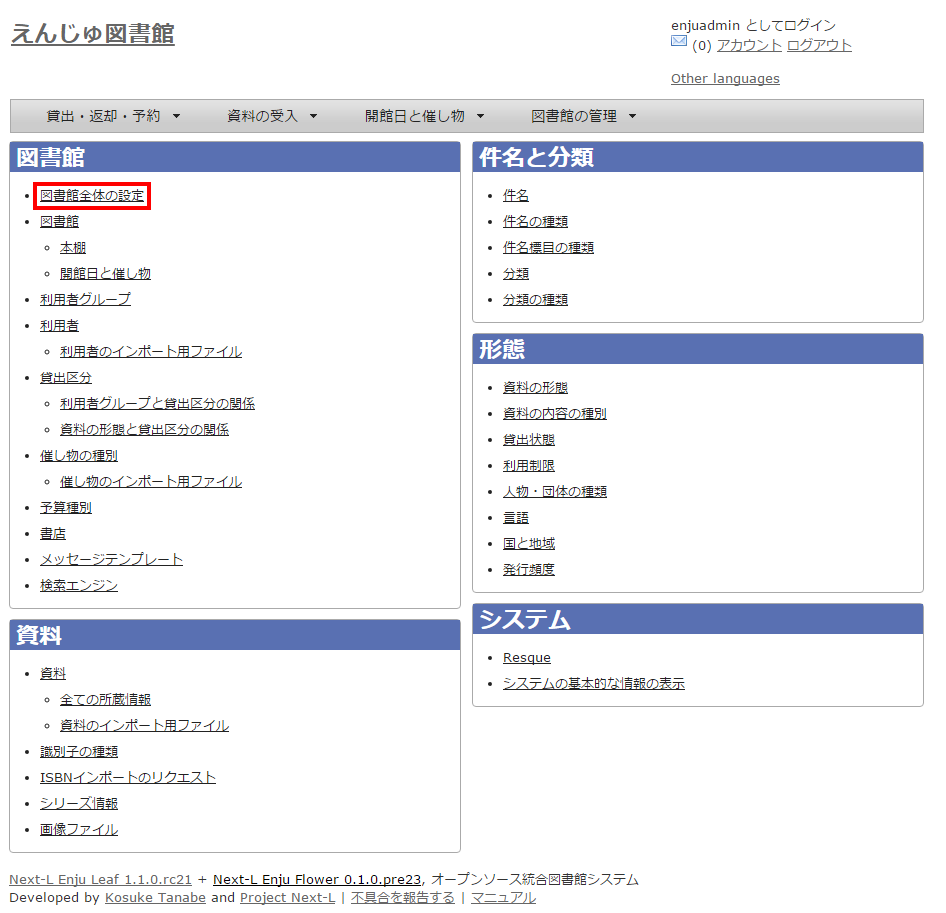 えんじゅ図書館
enjuadmin としてログイン
(0) アカウント ログアウト
Other languages
貸出・返却・予約 ▼ 資料の受入 ▼ 開館日と催し物 ▼ 図書館の管理 ▼
図書館
• 図書館全体の設定
• 図書館
◦ 本棚
◦ 開館日と催し物
• 利用者グループ
• 利用者
◦ 利用者のインポート用ファイル
• 貸出区分
◦ 利用者グループと貸出区分の関係
◦ 資料の形態と貸出区分の関係
• 催し物の種別
◦ 催し物のインポート用ファイル
• 予算種別
• 書店
• メッセージテンプレート
• 検索エンジン
資料
• 資料
◦ 全ての所蔵情報
◦ 資料のインポート用ファイル
• 識別子の種類
• ISBNインポートのリクエスト
• シリーズ情報
• 画像ファイル
件名と分類
• 件名
• 件名の種類
• 件名標目の種類
• 分類
• 分類の種類
形態
• 資料の形態
• 資料の内容の種別
• 貸出状態
• 利用制限
• 人物・団体の種類
• 言語
• 国と地域
• 発行頻度
システム
• Resque
• システムの基本的な情報の表示
Next-L Enju Leaf 1.1.0.rc21 + Next-L Enju Flower 0.1.0.pre23, オープンソース統合図書館システム
Developed by Kosuke Tanabe and Project Next-L | 不具合を報告する | マニュアル